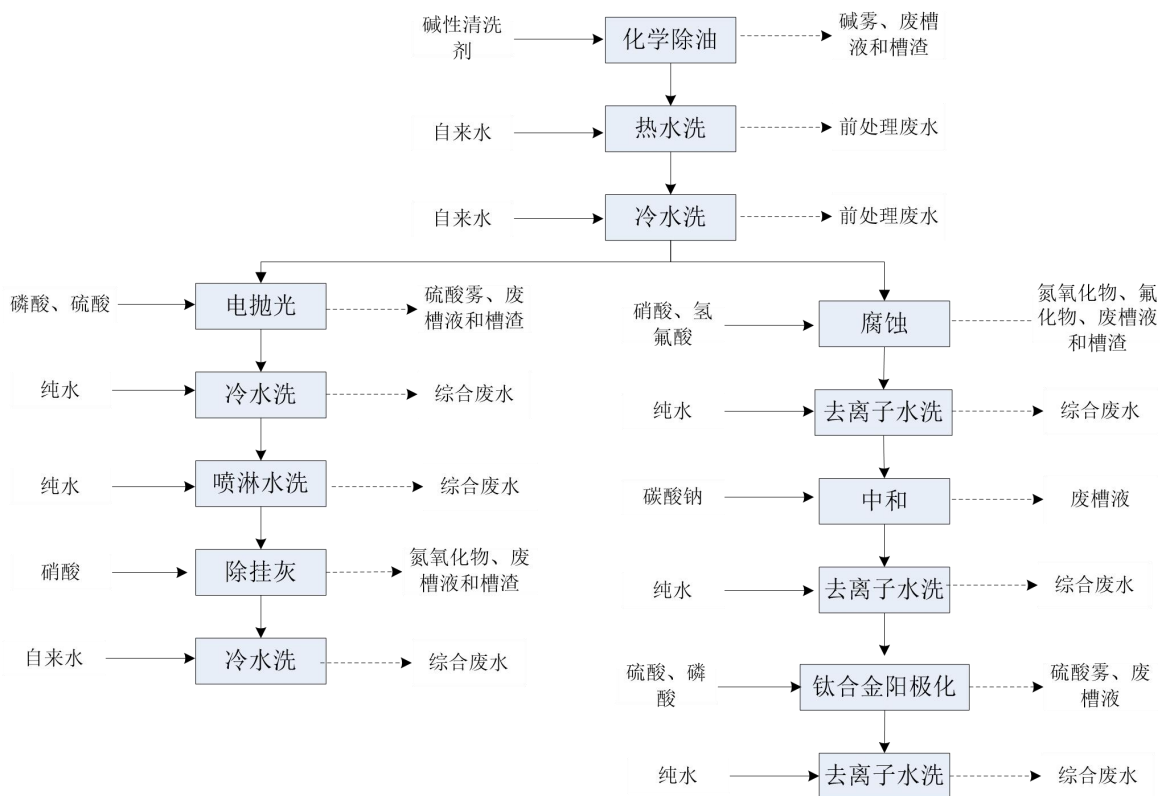 碱性清洗
剂
化学除油
碱雾、废槽
液和槽渣
自来水
热水洗
前处理废水
自来水
冷水洗
前处理废水
磷酸、硫酸
电抛光
硫酸雾、废
槽液和槽渣
纯水
冷水洗
综合废水
纯水
喷淋水洗
综合废水
硝酸
除挂灰
氮氧化物、废
槽液和槽渣
自来水
冷水洗
综合废水
硝酸、氢
氟酸
腐蚀
氮氧化物、氟
化物、废槽液
和槽渣
纯水
去离子水洗
综合废水
碳酸钠
中和
废槽液
纯水
去离子水洗
综合废水
硫酸、磷
酸
钛合金阳极化
硫酸雾、废
槽液
纯水
去离子水洗
综合废水